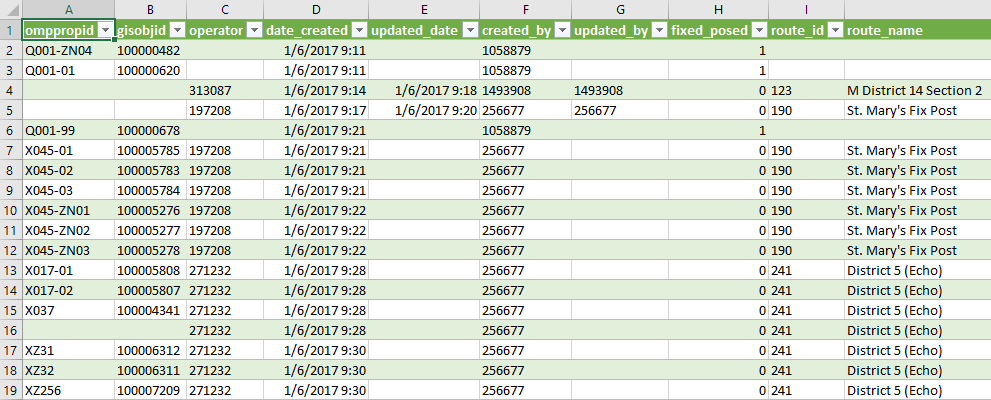 A B C D E F G H I J
1 omppropid gisobjid operator date_created updated_date created_by updated_by fixed_posed route_id route_name
2 Q001-ZN04 100000482 1/6/2017 9:11 1058879 1
3 Q001-01 100000620 1/6/2017 9:11 1058879 1
4 313087 1/6/2017 9:14 1/6/2017 9:18 1493908 1493908 0 123 M District 14 Section 2
5 197208 1/6/2017 9:17 1/6/2017 9:20 256677 256677 0 190 St. Mary's Fix Post
6 Q001-99 100000678 1/6/2017 9:21 1058879 1
7 X045-01 100005785 197208 1/6/2017 9:21 256677 0 190 St. Mary's Fix Post
8 X045-02 100005783 197208 1/6/2017 9:21 256677 0 190 St. Mary's Fix Post
9 X045-03 100005784 197208 1/6/2017 9:21 256677 0 190 St. Mary's Fix Post
10 X045-ZN01 100005276 197208 1/6/2017 9:22 256677 0 190 St. Mary's Fix Post
11 X045-ZN02 100005277 197208 1/6/2017 9:22 256677 0 190 St. Mary's Fix Post
12 X045-ZN03 100005278 197208 1/6/2017 9:22 256677 0 190 St. Mary's Fix Post
13 X017-01 100005808 271232 1/6/2017 9:28 256677 0 241 District 5 (Echo)
14 X017-02 100005807 271232 1/6/2017 9:28 256677 0 241 District 5 (Echo)
15 X037 100004341 271232 1/6/2017 9:28 256677 0 241 District 5 (Echo)
16 271232 1/6/2017 9:28 256677 0 241 District 5 (Echo)
17 XZ31 100006312 271232 1/6/2017 9:30 256677 0 241 District 5 (Echo)
18 XZ32 100006311 271232 1/6/2017 9:30 256677 0 241 District 5 (Echo)
19 XZ256 100007209 271232 1/6/2017 9:30 256677 0 241 District 5 (Echo)